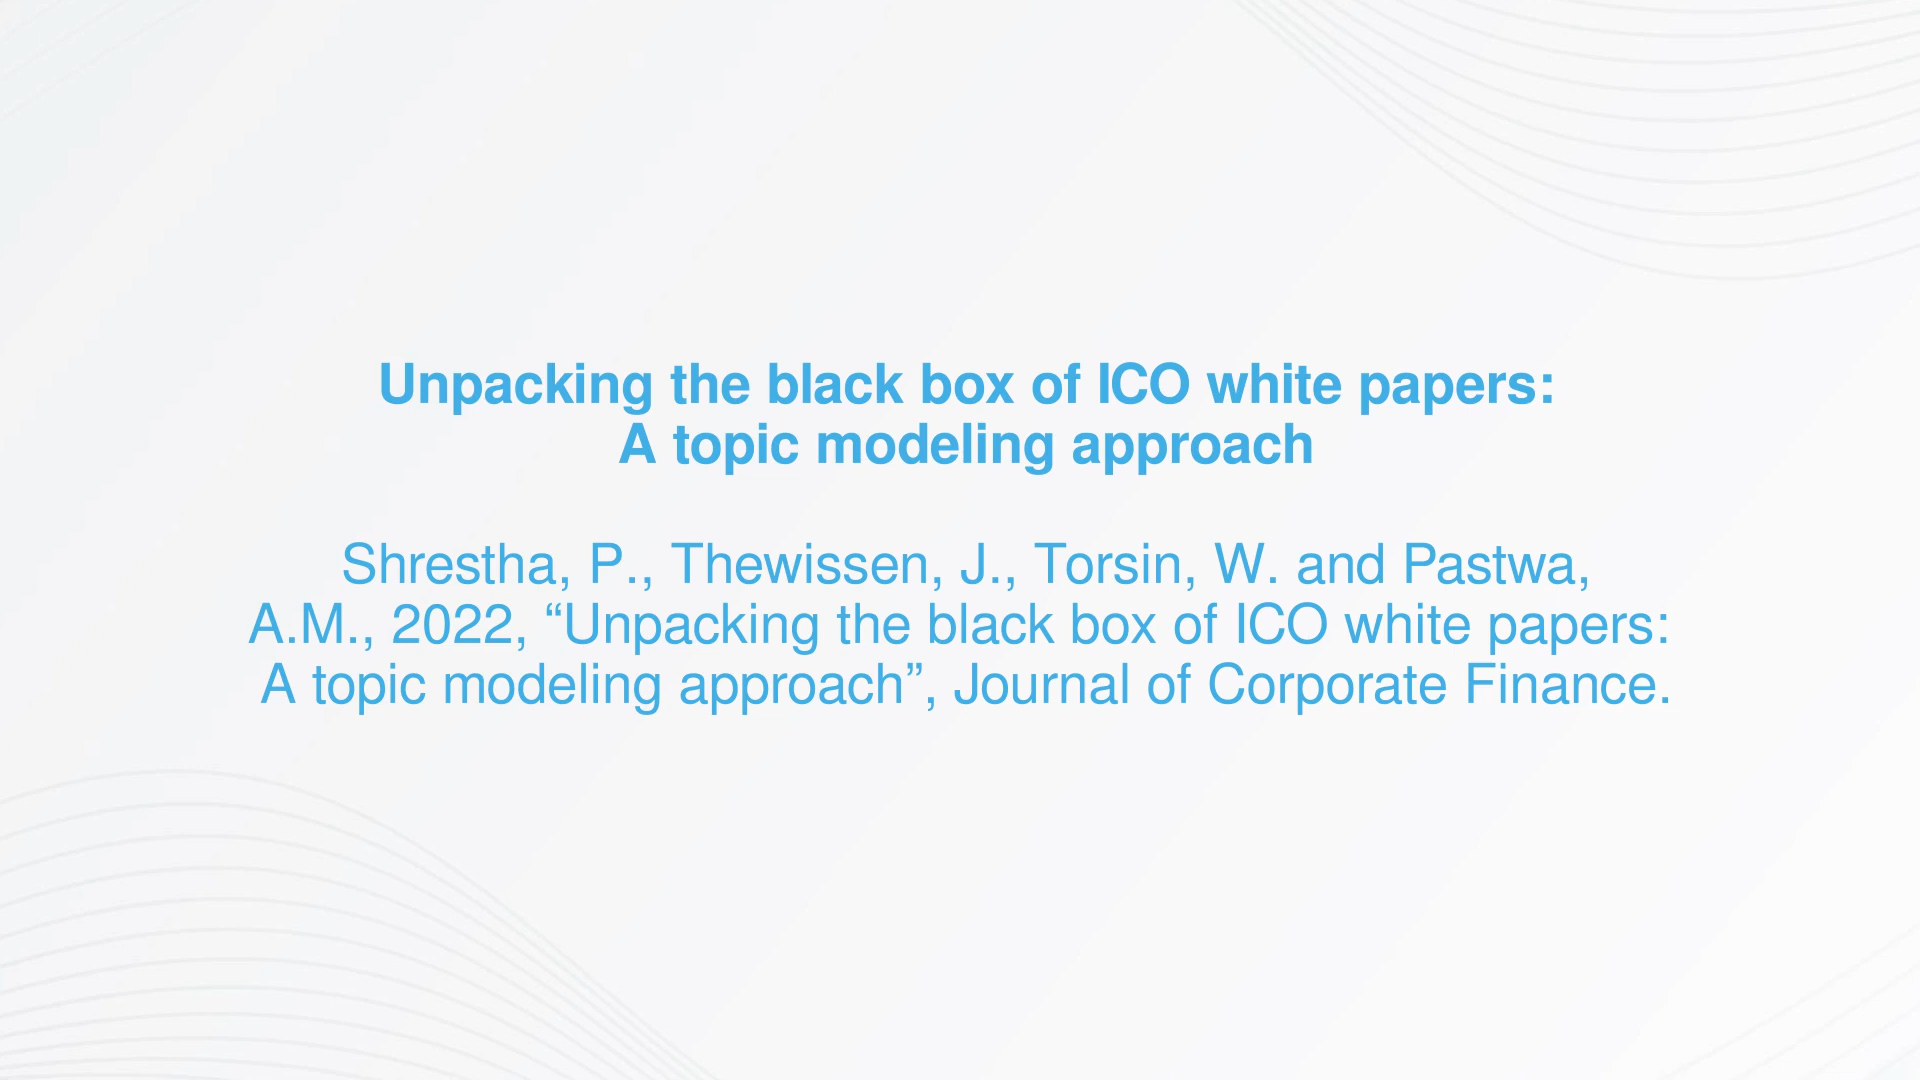 Unpacking the black box of ICO white papers:
A topic modeling approach
Shrestha, P., Thewissen, J., Torsin, W. and Pastwa,
A.M., 2022, “Unpacking the black box of ICO white papers:
A topic modeling approach”, Journal of Corporate Finance.